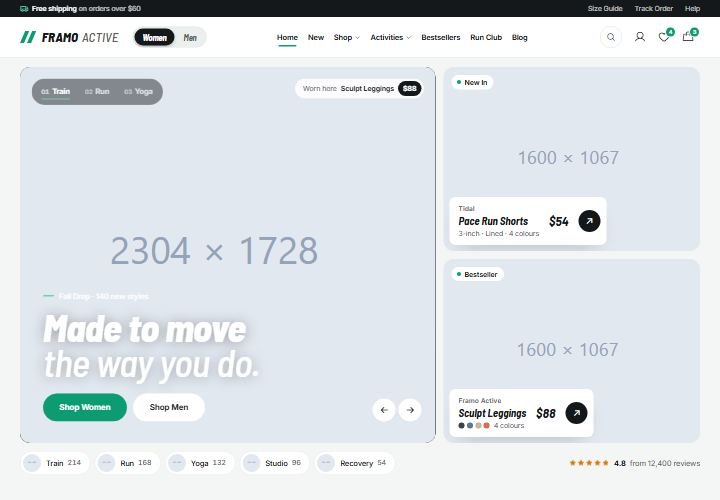 Free shipping on orders over $60
Size Guide Track Order Help
FRAMO ACTIVE
Women Men
Home New Shop Activities Bestsellers Run Club Blog
4
3
01 Train 02 Run 03 Yoga
Worn here Sculpt Leggings $88
2304 × 1728
Fall Drop · 140 new styles
Made to move
the way you do.
Shop Women Shop Men
New In
1600 × 1067
Tidal
Pace Run Shorts $54
3-inch · Lined · 4 colours
Bestseller
1600 × 1067
Framo Active
Sculpt Leggings $88
4 colours
Train 214 Run 168 Yoga 132 Studio 96 Recovery 54
4.8 from 12,400 reviews